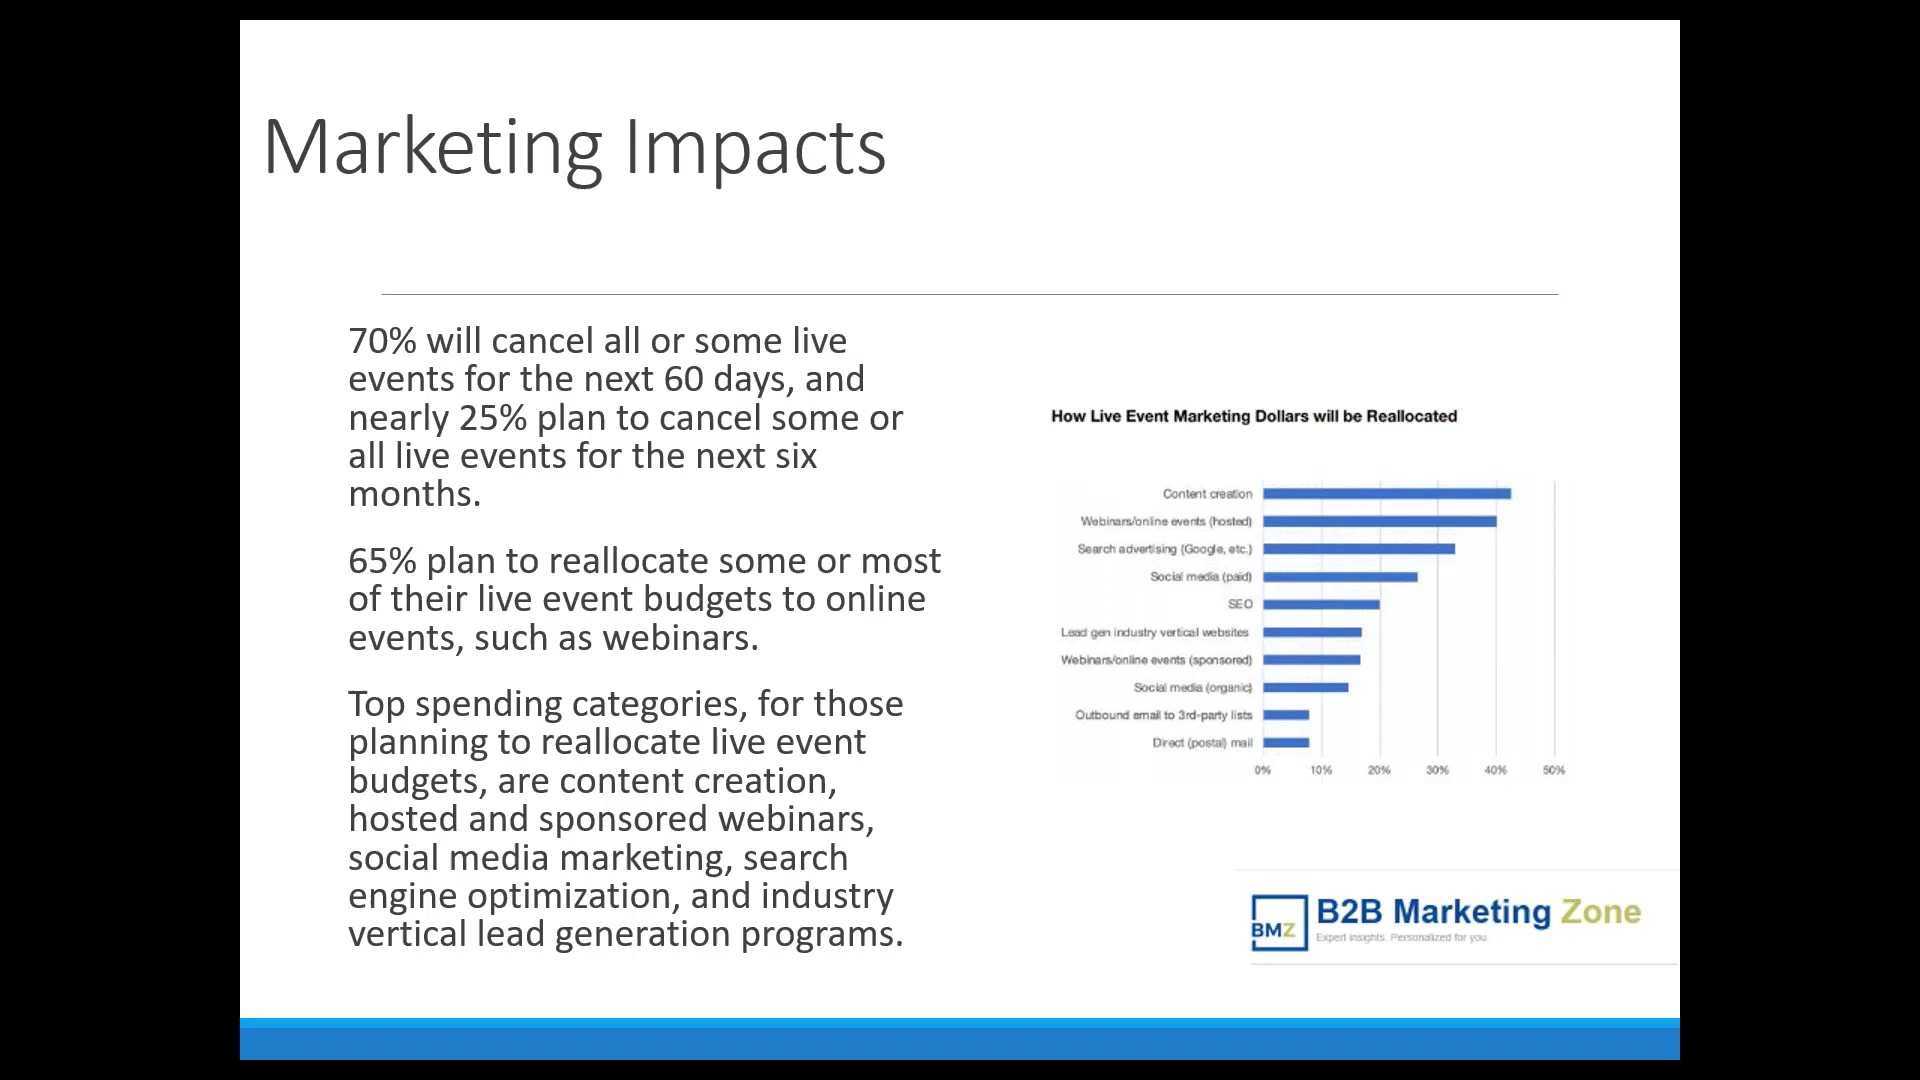 Marketing Impacts
70% will cancel all or some live
events for the next 60 days, and
nearly 25% plan to cancel some or
all live events for the next six
months.
65% plan to reallocate some or most
of their live event budgets to online
events, such as webinars.
Top spending categories, for those
planning to reallocate live event
budgets, are content creation,
hosted and sponsored webinars,
social media marketing, search
engine optimization, and industry
vertical lead generation programs.
How Live Event Marketing Dollars will be Reallocated
Content creation
Webinars/online events (hosted)
Search advertising (Google, etc.)
Social media (paid)
SEO
Lead gen industry vertical websites
Webinars/online events (sponsored)
Social media (organic)
Outbound email to 3rd-party lists
Direct (postal) mail
0% 10% 20% 30% 40% 50%
BMZ
B2B Marketing Zone
Expert insights. Personalized for you.